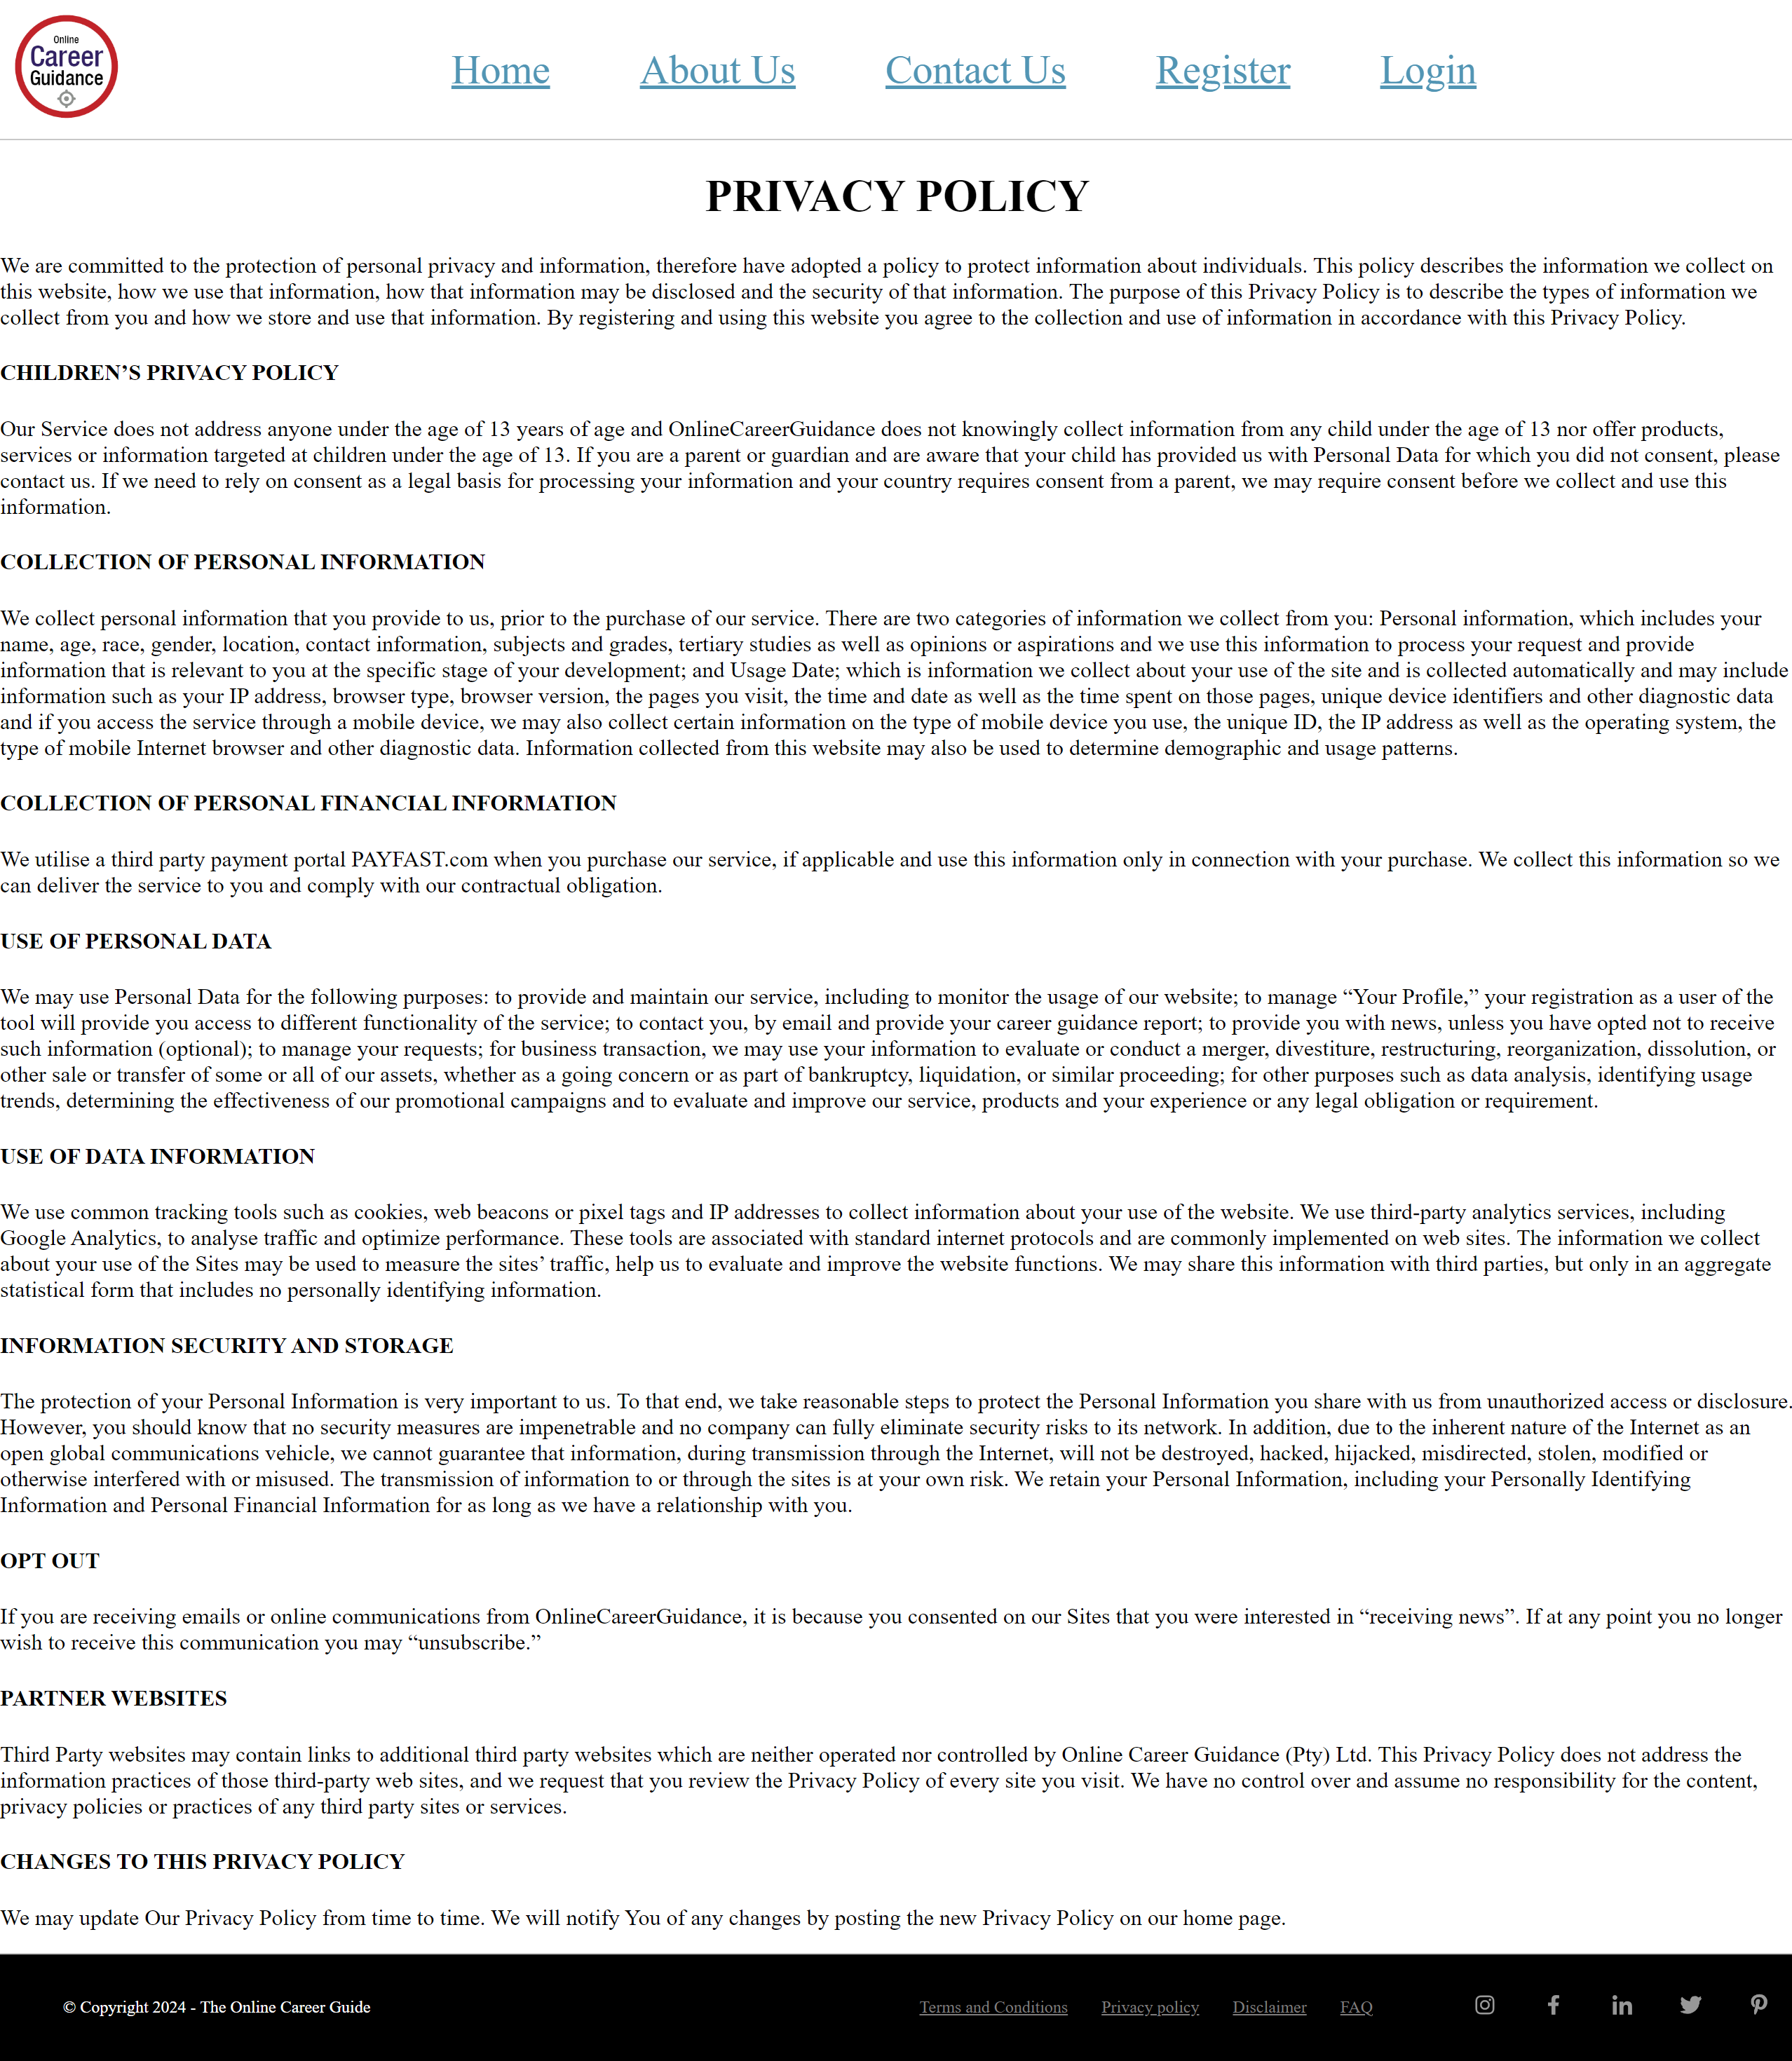 Online
Career
Guidance
Home About Us Contact Us Register Login
PRIVACY POLICY
We are committed to the protection of personal privacy and information, therefore have adopted a policy to protect information about individuals. This policy describes the information we collect on
this website, how we use that information, how that information may be disclosed and the security of that information. The purpose of this Privacy Policy is to describe the types of information we
collect from you and how we store and use that information. By registering and using this website you agree to the collection and use of information in accordance with this Privacy Policy.
CHILDREN’S PRIVACY POLICY
Our Service does not address anyone under the age of 13 years of age and OnlineCareerGuidance does not knowingly collect information from any child under the age of 13 nor offer products,
services or information targeted at children under the age of 13. If you are a parent or guardian and are aware that your child has provided us with Personal Data for which you did not consent, please
contact us. If we need to rely on consent as a legal basis for processing your information and your country requires consent from a parent, we may require consent before we collect and use this
information.
COLLECTION OF PERSONAL INFORMATION
We collect personal information that you provide to us, prior to the purchase of our service. There are two categories of information we collect from you: Personal information, which includes your
name, age, race, gender, location, contact information, subjects and grades, tertiary studies as well as opinions or aspirations and we use this information to process your request and provide
information that is relevant to you at the specific stage of your development; and Usage Date; which is information we collect about your use of the site and is collected automatically and may include
information such as your IP address, browser type, browser version, the pages you visit, the time and date as well as the time spent on those pages, unique device identifiers and other diagnostic data
and if you access the service through a mobile device, we may also collect certain information on the type of mobile device you use, the unique ID, the IP address as well as the operating system, the
type of mobile Internet browser and other diagnostic data. Information collected from this website may also be used to determine demographic and usage patterns.
COLLECTION OF PERSONAL FINANCIAL INFORMATION
We utilise a third party payment portal PAYFAST.com when you purchase our service, if applicable and use this information only in connection with your purchase. We collect this information so we
can deliver the service to you and comply with our contractual obligation.
USE OF PERSONAL DATA
We may use Personal Data for the following purposes: to provide and maintain our service, including to monitor the usage of our website; to manage “Your Profile,” your registration as a user of the
tool will provide you access to different functionality of the service; to contact you, by email and provide your career guidance report; to provide you with news, unless you have opted not to receive
such information (optional); to manage your requests; for business transaction, we may use your information to evaluate or conduct a merger, divestiture, restructuring, reorganization, dissolution, or
other sale or transfer of some or all of our assets, whether as a going concern or as part of bankruptcy, liquidation, or similar proceeding; for other purposes such as data analysis, identifying usage
trends, determining the effectiveness of our promotional campaigns and to evaluate and improve our service, products and your experience or any legal obligation or requirement.
USE OF DATA INFORMATION
We use common tracking tools such as cookies, web beacons or pixel tags and IP addresses to collect information about your use of the website. We use third-party analytics services, including
Google Analytics, to analyse traffic and optimize performance. These tools are associated with standard internet protocols and are commonly implemented on web sites. The information we collect
about your use of the Sites may be used to measure the sites’ traffic, help us to evaluate and improve the website functions. We may share this information with third parties, but only in an aggregate
statistical form that includes no personally identifying information.
INFORMATION SECURITY AND STORAGE
The protection of your Personal Information is very important to us. To that end, we take reasonable steps to protect the Personal Information you share with us from unauthorized access or disclosure.
However, you should know that no security measures are impenetrable and no company can fully eliminate security risks to its network. In addition, due to the inherent nature of the Internet as an
open global communications vehicle, we cannot guarantee that information, during transmission through the Internet, will not be destroyed, hacked, hijacked, misdirected, stolen, modified or
otherwise interfered with or misused. The transmission of information to or through the sites is at your own risk. We retain your Personal Information, including your Personally Identifying
Information and Personal Financial Information for as long as we have a relationship with you.
OPT OUT
If you are receiving emails or online communications from OnlineCareerGuidance, it is because you consented on our Sites that you were interested in “receiving news”. If at any point you no longer
wish to receive this communication you may “unsubscribe.”
PARTNER WEBSITES
Third Party websites may contain links to additional third party websites which are neither operated nor controlled by Online Career Guidance (Pty) Ltd. This Privacy Policy does not address the
information practices of those third-party web sites, and we request that you review the Privacy Policy of every site you visit. We have no control over and assume no responsibility for the content,
privacy policies or practices of any third party sites or services.
CHANGES TO THIS PRIVACY POLICY
We may update Our Privacy Policy from time to time. We will notify You of any changes by posting the new Privacy Policy on our home page.
© Copyright 2024 - The Online Career Guide Terms and Conditions Privacy policy Disclaimer FAQ